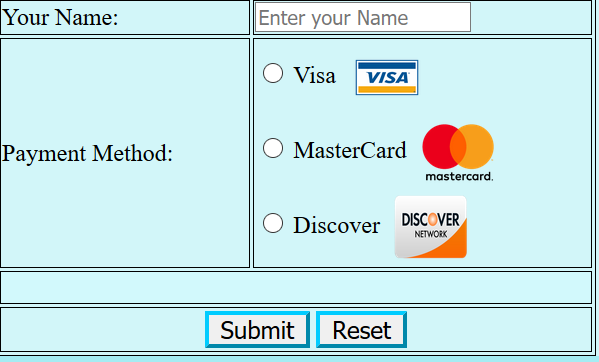 Your Name: Enter your Name
Visa VISA
Payment Method:
MasterCard mastercard.
Discover DISCOVER NETWORK
Submit Reset